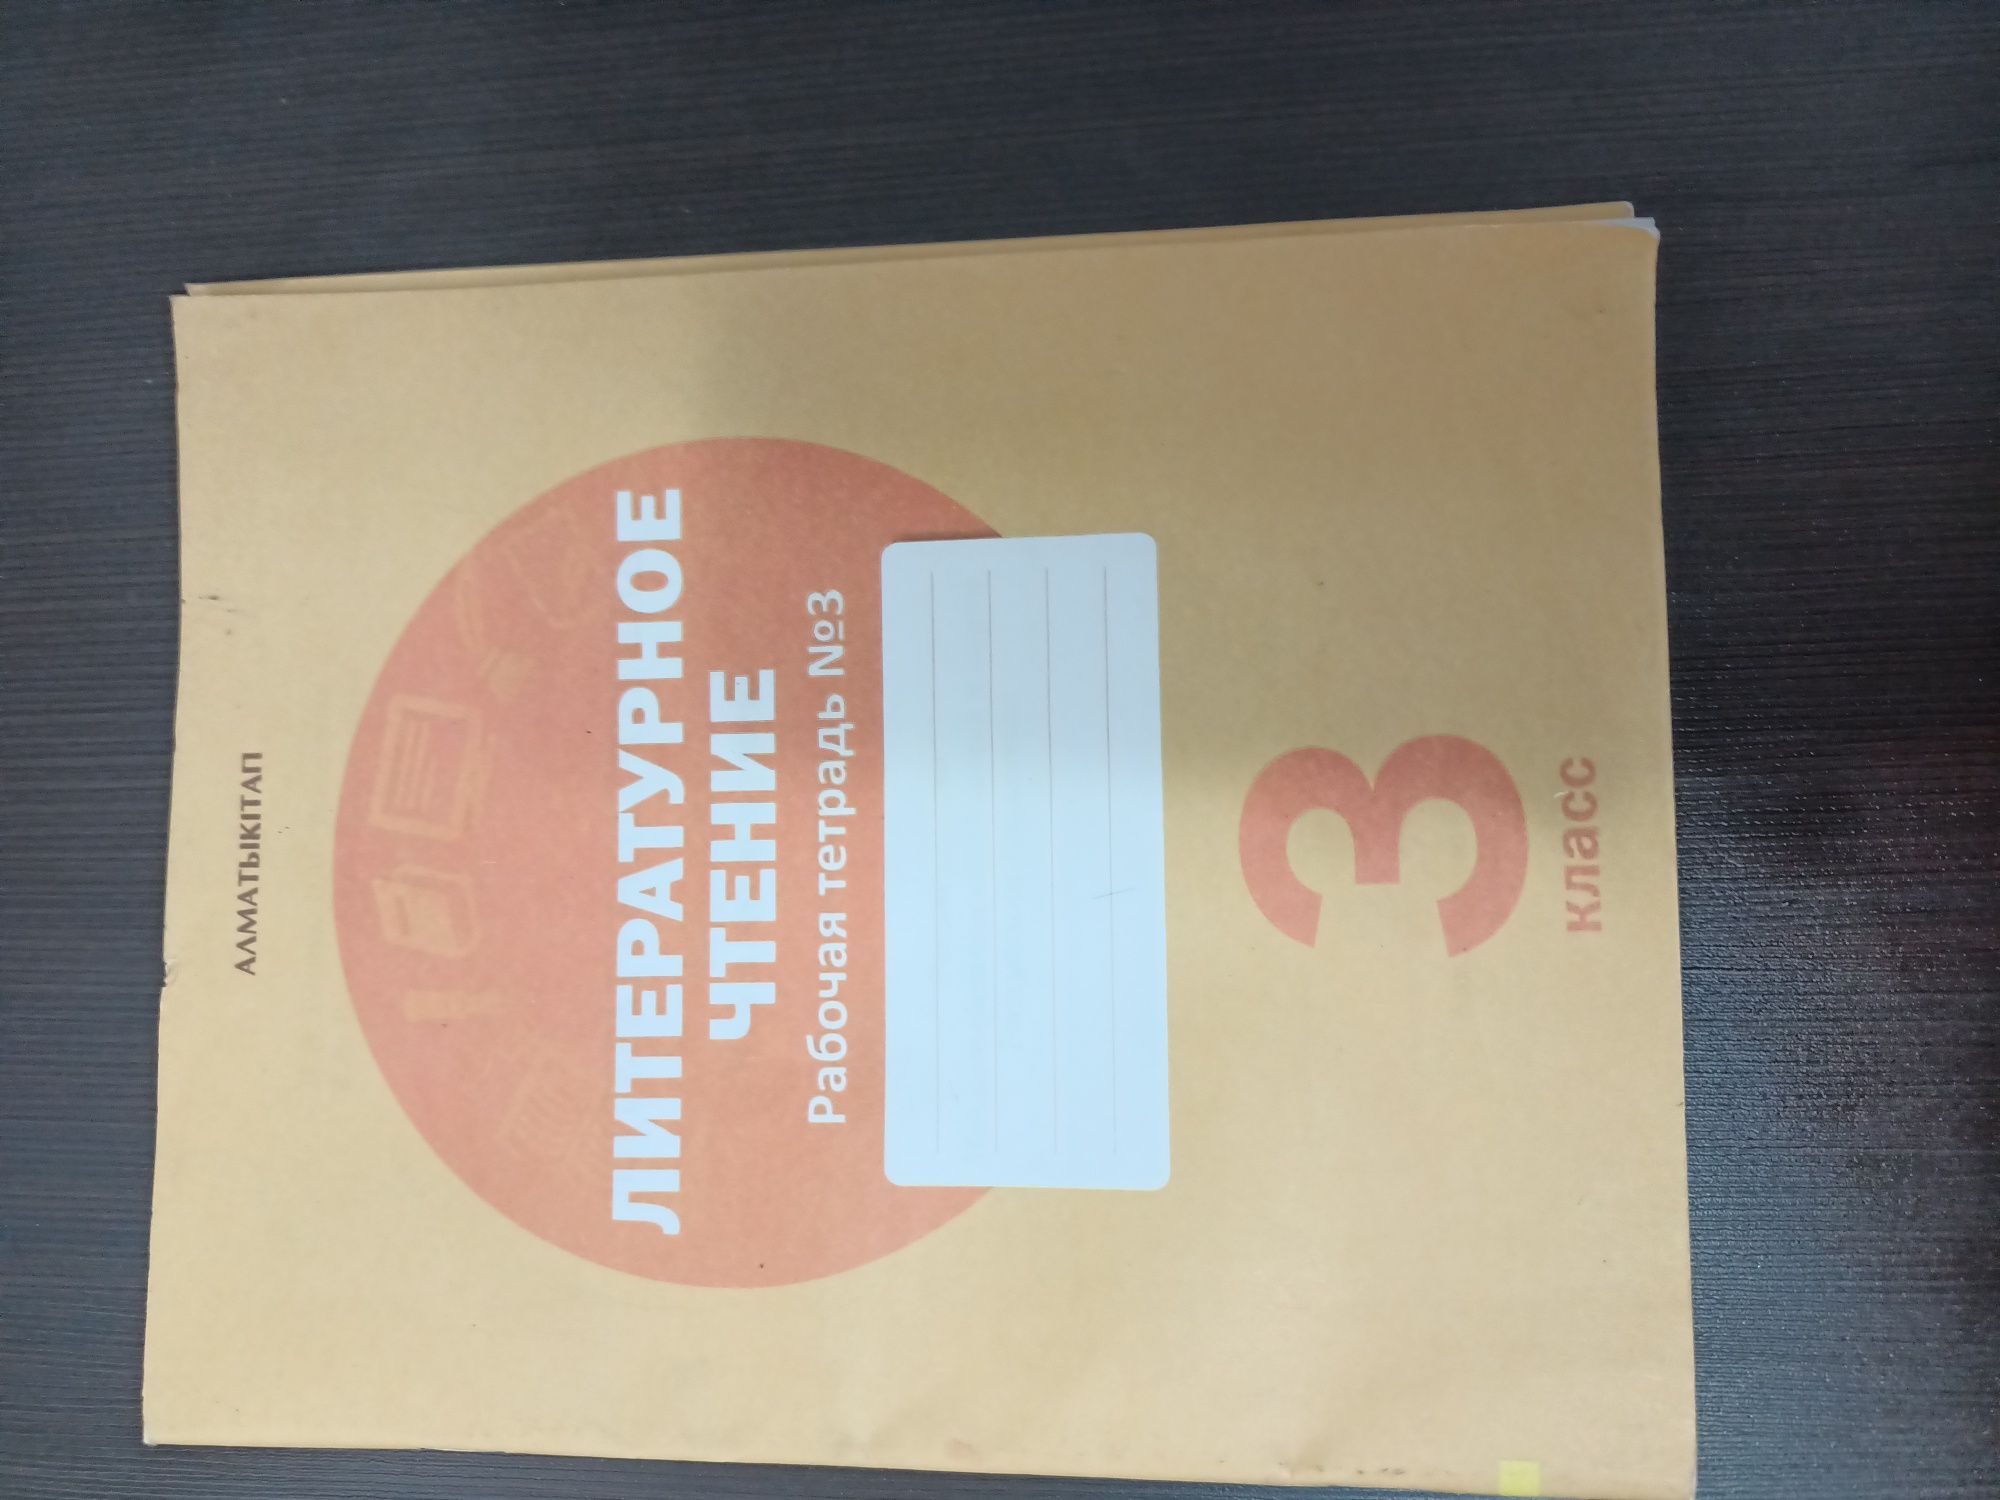 АЛМАТЫКІТАП
ЛИТЕРАТУРНОЕ
ЧТЕНИЕ
Рабочая тетрадь №3
3
класс